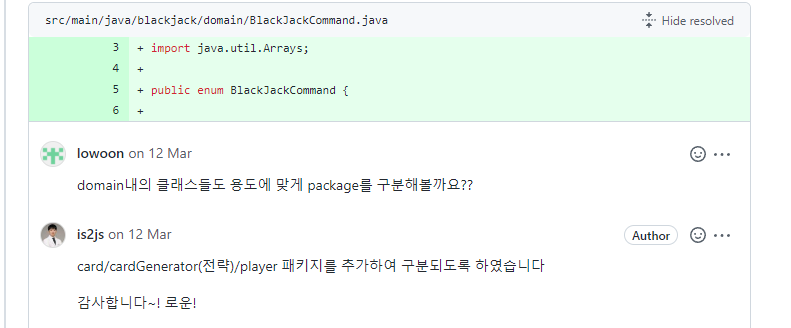 src/main/java/blackjack/domain/BlackJackCommand.java Hide resolved
3 + import java.util.Arrays;
4 +
5 + public enum BlackJackCommand {
6 +
lowoon on 12 Mar
domain내의 클래스들도 용도에 맞게 package를 구분해볼까요??
is2js on 12 Mar Author
card/cardGenerator(전략)/player 패키지를 추가하여 구분되도록 하였습니다
감사합니다~! 로운!